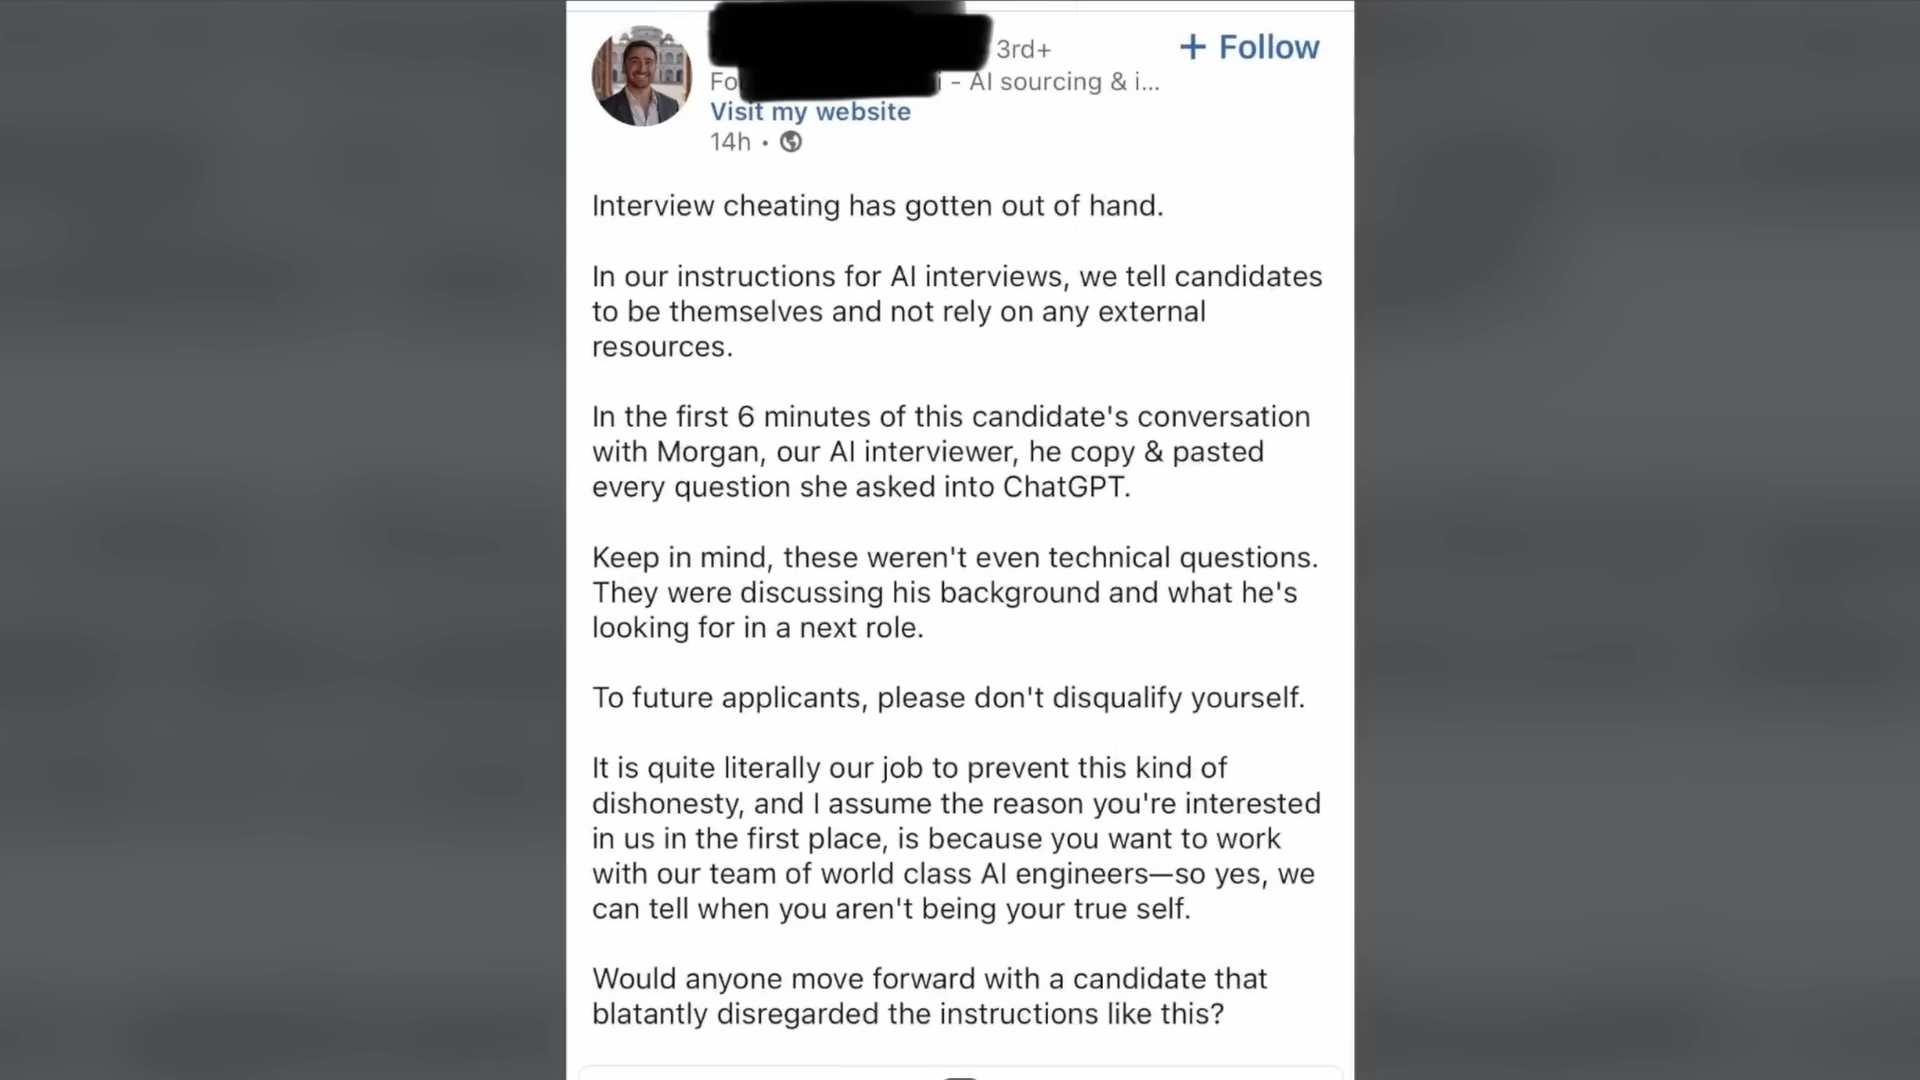 3rd+
+ Follow
Fo - AI sourcing & i...
Visit my website
14h •
Interview cheating has gotten out of hand.
In our instructions for AI interviews, we tell candidates
to be themselves and not rely on any external
resources.
In the first 6 minutes of this candidate's conversation
with Morgan, our AI interviewer, he copy & pasted
every question she asked into ChatGPT.
Keep in mind, these weren't even technical questions.
They were discussing his background and what he's
looking for in a next role.
To future applicants, please don't disqualify yourself.
It is quite literally our job to prevent this kind of
dishonesty, and I assume the reason you're interested
in us in the first place, is because you want to work
with our team of world class AI engineers—so yes, we
can tell when you aren't being your true self.
Would anyone move forward with a candidate that
blatantly disregarded the instructions like this?